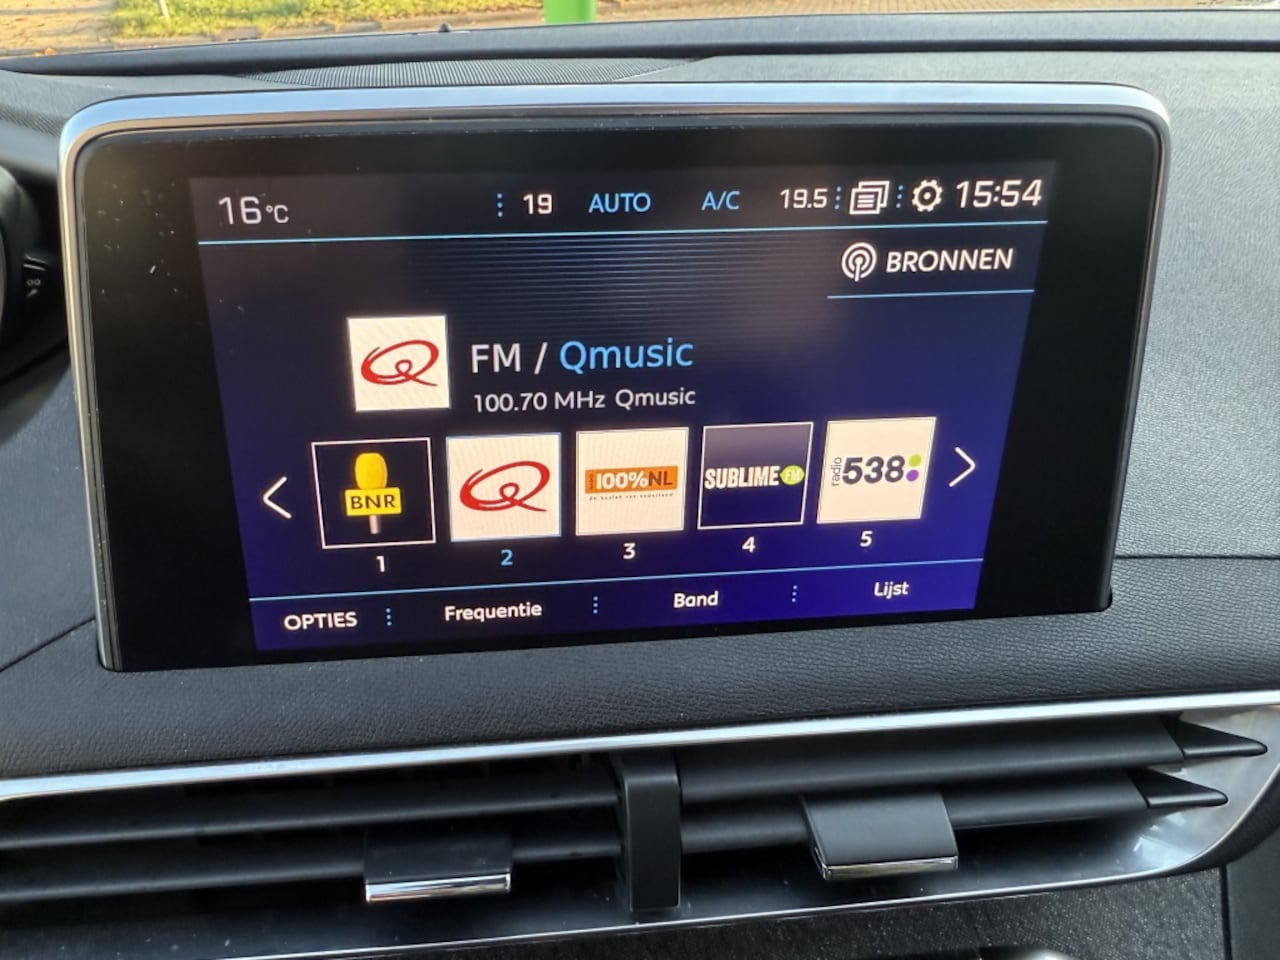 16°C 19 AUTO A/C 19.5 15:54
BRONNEN
FM / Qmusic
100.70 MHz Qmusic
BNR
100%NL
SUBLIME FM
radio 538
1 2 3 4 5
OPTIES Frequentie Band Lijst